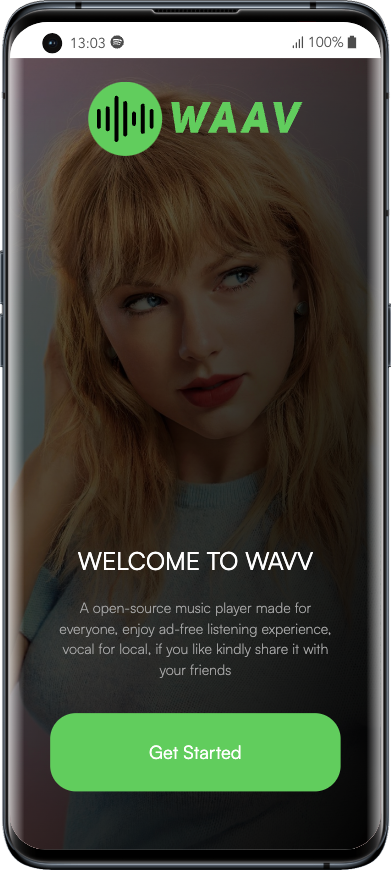 13:03 100%
WAAV
WELCOME TO WAVV
A open-source music player made for
everyone, enjoy ad-free listening experience,
vocal for local, if you like kindly share it with
your friends
Get Started